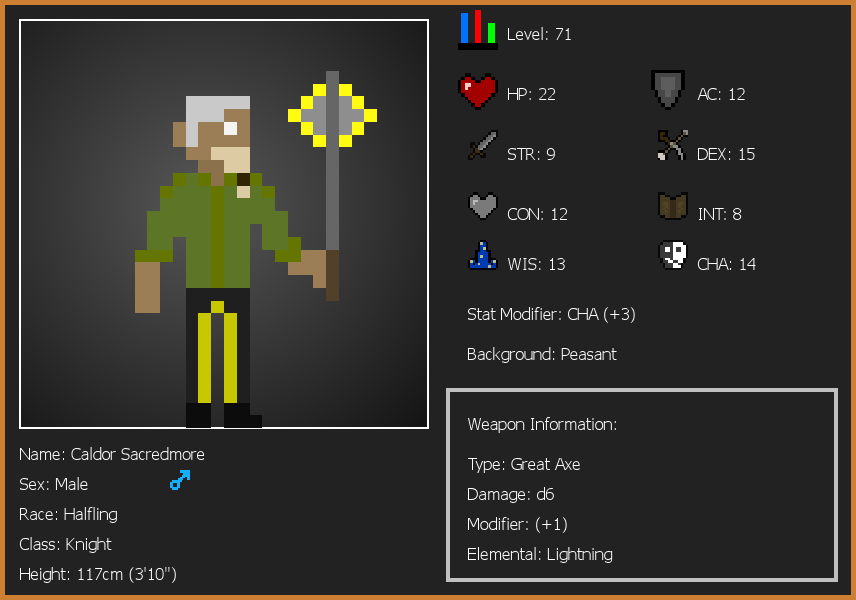 Level: 71
HP: 22
AC: 12
STR: 9
DEX: 15
CON: 12
INT: 8
WIS: 13
CHA: 14
Stat Modifier: CHA (+3)
Background: Peasant
Weapon Information:
Type: Great Axe
Damage: d6
Modifier: (+1)
Elemental: Lightning
Name: Caldor Sacredmore
Sex: Male
Race: Halfling
Class: Knight
Height: 117cm (3'10")